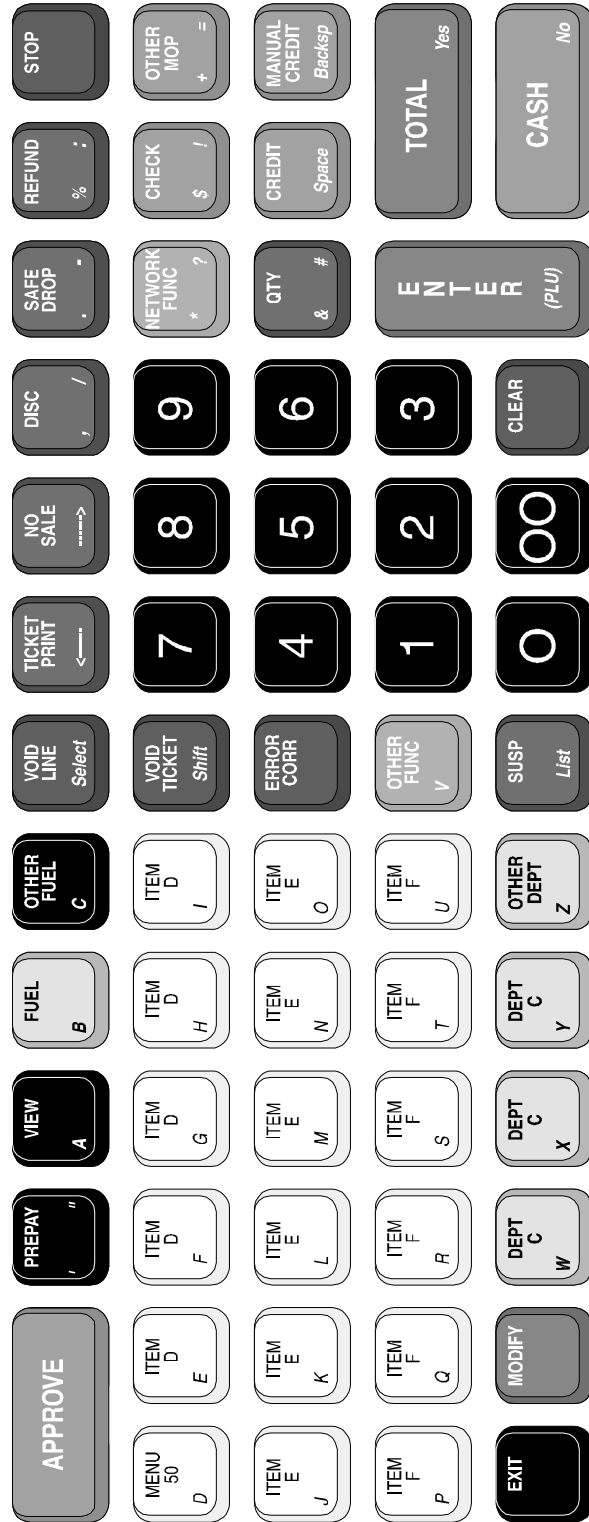 APPROVE
PREPAY
' "
VIEW
A
FUEL
B
OTHER
FUEL
C
VOID
LINE
Select
TICKET
PRINT
<-----
NO
SALE
----->
DISC
, /
SAFE
DROP
. -
REFUND
% :
STOP
MENU
50
D
ITEM
D
E
ITEM
D
F
ITEM
D
G
ITEM
D
H
ITEM
D
I
VOID
TICKET
Shift
7
8
9
NETWORK
FUNC
* ?
CHECK
$ !
OTHER
MOP
+ =
ITEM
E
J
ITEM
E
K
ITEM
E
L
ITEM
E
M
ITEM
E
N
ITEM
E
O
ERROR
CORR
4
5
6
QTY
& #
CREDIT
Space
MANUAL
CREDIT
Backsp
ITEM
F
P
ITEM
F
Q
ITEM
F
R
ITEM
F
S
ITEM
F
T
ITEM
F
U
OTHER
FUNC
V
1
2
3
ENTER
(PLU)
TOTAL
Yes
EXIT
MODIFY
DEPT
C
W
DEPT
C
X
DEPT
C
Y
OTHER
DEPT
Z
SUSP
List
0
00
CLEAR
CASH
No